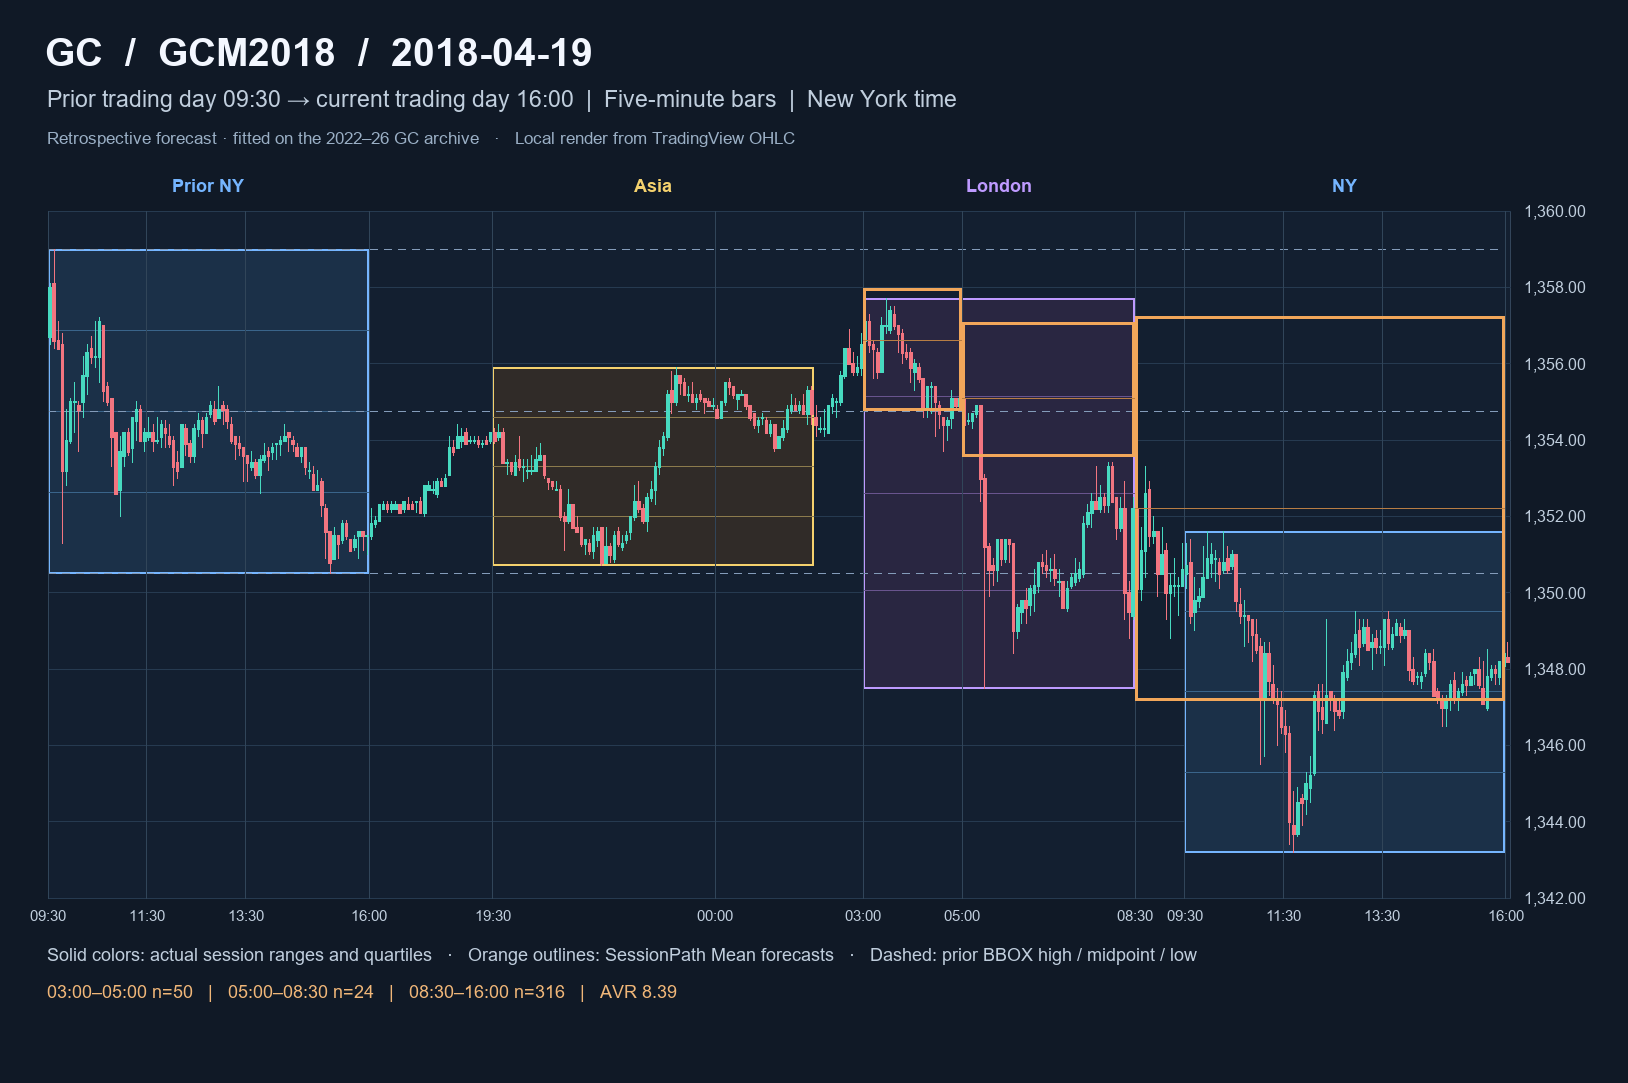 GC / GCM2018 / 2018-04-19
Prior trading day 09:30 → current trading day 16:00 | Five-minute bars | New York time
Retrospective forecast · fitted on the 2022–26 GC archive · Local render from TradingView OHLC
Prior NY Asia London NY
1,360.00
1,358.00
1,356.00
1,354.00
1,352.00
1,350.00
1,348.00
1,346.00
1,344.00
1,342.00
09:30 11:30 13:30 16:00 19:30 00:00 03:00 05:00 08:30 09:30 11:30 13:30 16:00
Solid colors: actual session ranges and quartiles · Orange outlines: SessionPath Mean forecasts · Dashed: prior BBOX high / midpoint / low
03:00–05:00 n=50 | 05:00–08:30 n=24 | 08:30–16:00 n=316 | AVR 8.39